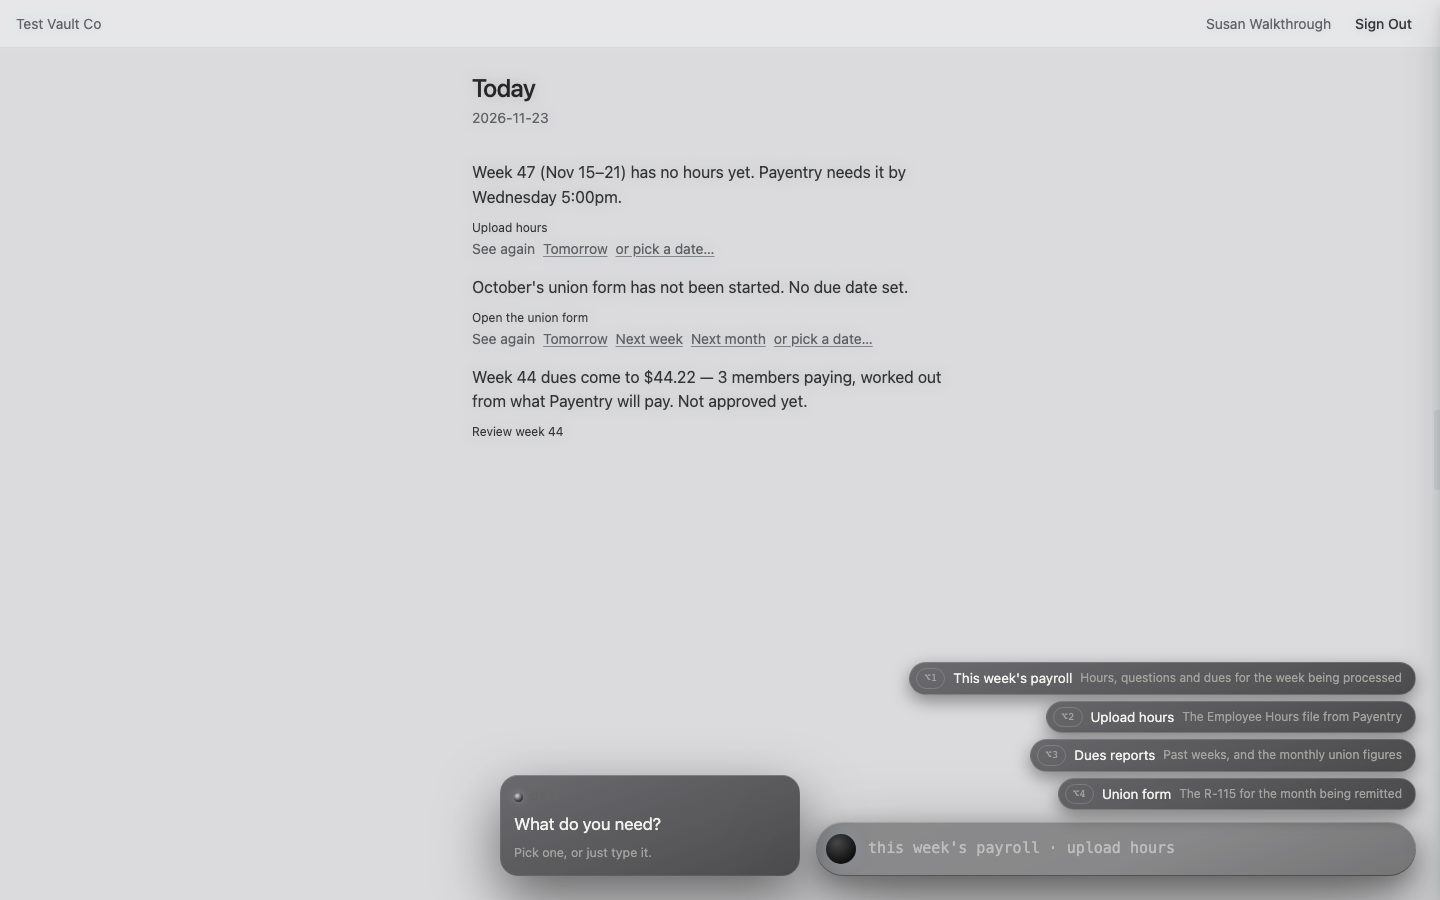 Test Vault Co
Susan Walkthrough
Sign Out
Today
2026-11-23
Week 47 (Nov 15–21) has no hours yet. Payentry needs it by
Wednesday 5:00pm.
Upload hours
See again Tomorrow or pick a date…
October's union form has not been started. No due date set.
Open the union form
See again Tomorrow Next week Next month or pick a date…
Week 44 dues come to $44.22 — 3 members paying, worked out
from what Payentry will pay. Not approved yet.
Review week 44
⌥1 This week's payroll Hours, questions and dues for the week being processed
⌥2 Upload hours The Employee Hours file from Payentry
⌥3 Dues reports Past weeks, and the monthly union figures
⌥4 Union form The R-115 for the month being remitted
What do you need?
Pick one, or just type it.
this week's payroll · upload hours